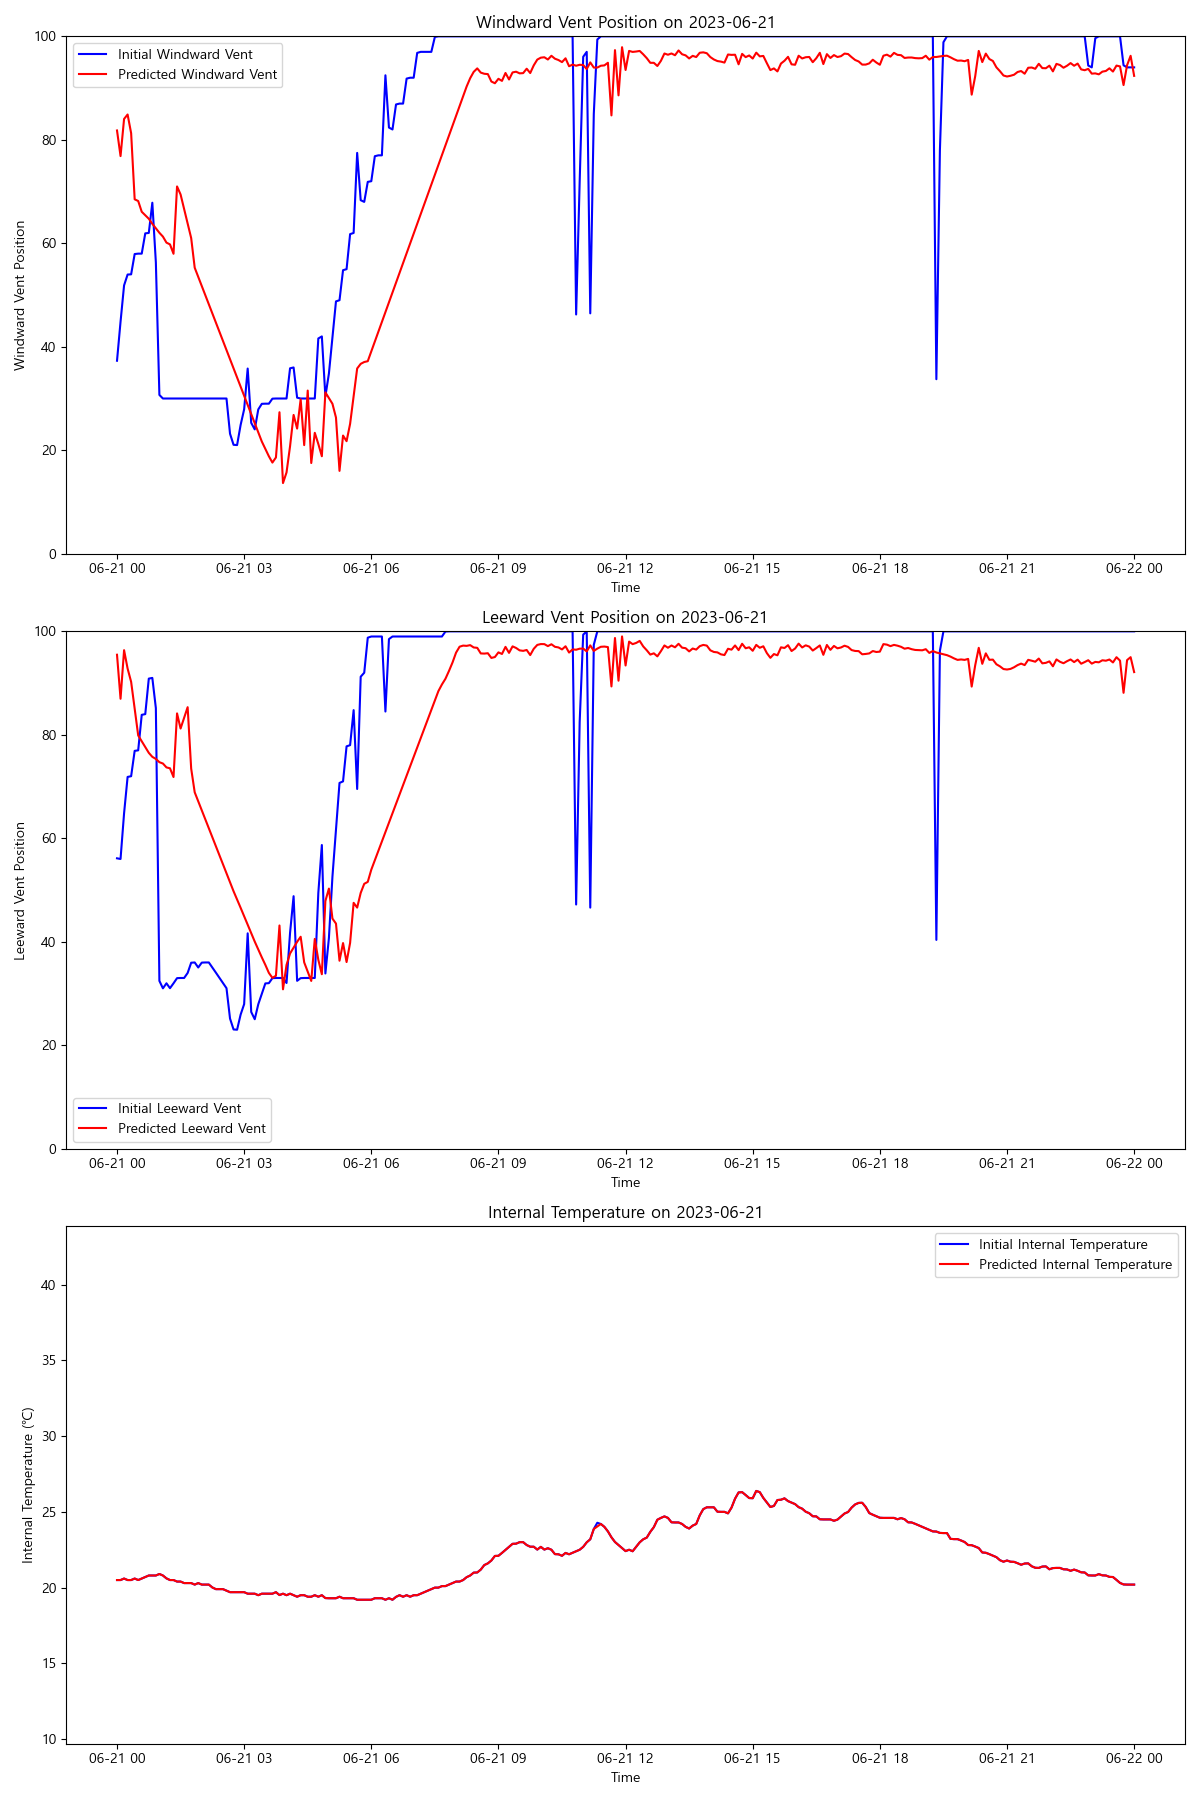 Windward Vent Position on 2023-06-21
Initial Windward Vent
Predicted Windward Vent
Windward Vent Position
100
80
60
40
20
0
06-21 00 06-21 03 06-21 06 06-21 09 06-21 12 06-21 15 06-21 18 06-21 21 06-22 00
Time
Leeward Vent Position on 2023-06-21
Leeward Vent Position
100
80
60
40
20
0
Initial Leeward Vent
Predicted Leeward Vent
06-21 00 06-21 03 06-21 06 06-21 09 06-21 12 06-21 15 06-21 18 06-21 21 06-22 00
Time
Internal Temperature on 2023-06-21
Initial Internal Temperature
Predicted Internal Temperature
Internal Temperature (℃)
40
35
30
25
20
15
10
06-21 00 06-21 03 06-21 06 06-21 09 06-21 12 06-21 15 06-21 18 06-21 21 06-22 00
Time